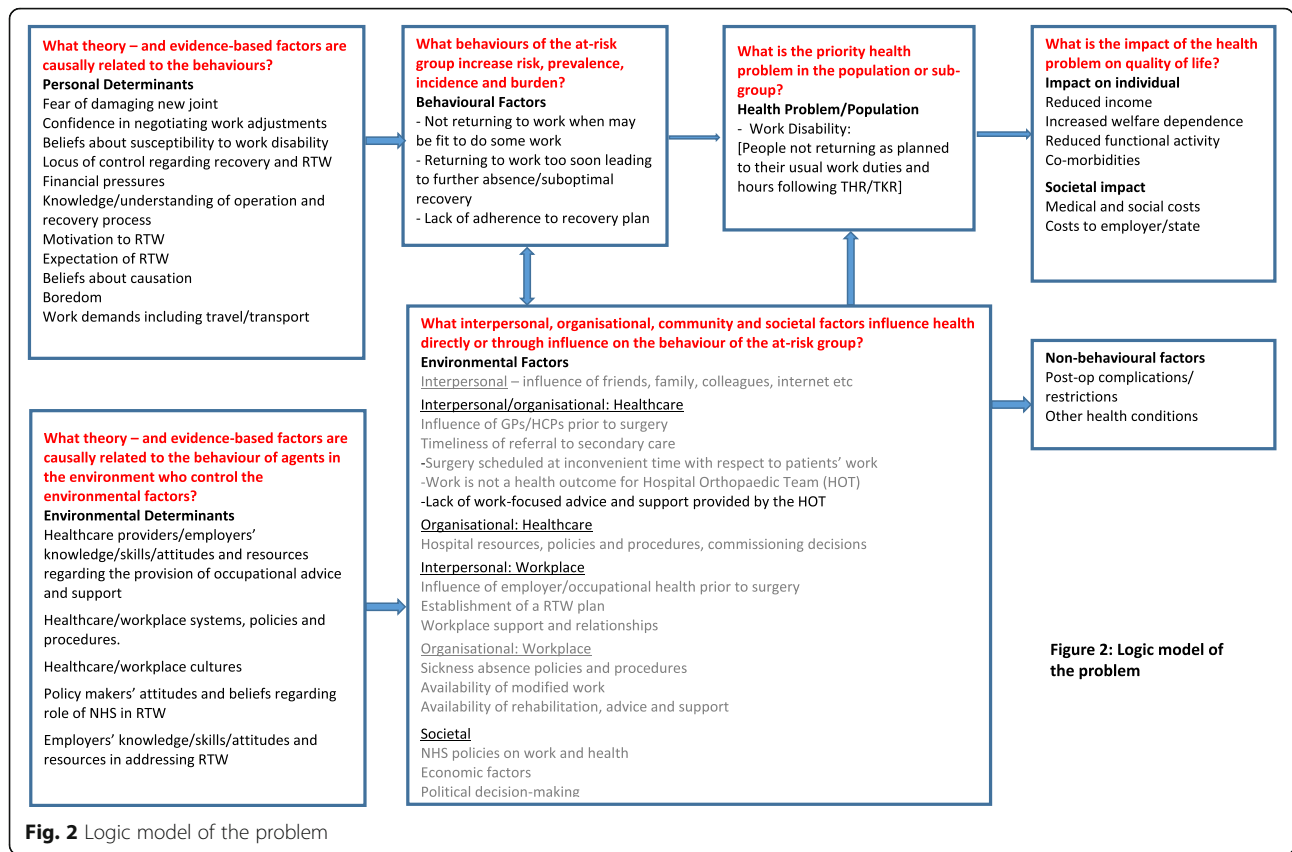 What theory – and evidence-based factors are
causally related to the behaviours?
Personal Determinants
Fear of damaging new joint
Confidence in negotiating work adjustments
Beliefs about susceptibility to work disability
Locus of control regarding recovery and RTW
Financial pressures
Knowledge/understanding of operation and
recovery process
Motivation to RTW
Expectation of RTW
Beliefs about causation
Boredom
Work demands including travel/transport
What behaviours of the at-risk
group increase risk, prevalence,
incidence and burden?
Behavioural Factors
- Not returning to work when may
be fit to do some work
- Returning to work too soon leading
to further absence/suboptimal
recovery
- Lack of adherence to recovery plan
What is the priority health
problem in the population or sub-
group?
Health Problem/Population
- Work Disability:
[People not returning as planned
to their usual work duties and
hours following THR/TKR]
What is the impact of the health
problem on quality of life?
Impact on individual
Reduced income
Increased welfare dependence
Reduced functional activity
Co-morbidities
Societal impact
Medical and social costs
Costs to employer/state
What theory – and evidence-based factors are
causally related to the behaviour of agents in
the environment who control the
environmental factors?
Environmental Determinants
Healthcare providers/employers’
knowledge/skills/attitudes and resources
regarding the provision of occupational advice
and support
Healthcare/workplace systems, policies and
procedures.
Healthcare/workplace cultures
Policy makers’ attitudes and beliefs regarding
role of NHS in RTW
Employers’ knowledge/skills/attitudes and
resources in addressing RTW
What interpersonal, organisational, community and societal factors influence health
directly or through influence on the behaviour of the at-risk group?
Environmental Factors
Interpersonal – influence of friends, family, colleagues, internet etc
Interpersonal/organisational: Healthcare
Influence of GPs/HCPs prior to surgery
Timeliness of referral to secondary care
-Surgery scheduled at inconvenient time with respect to patients’ work
-Work is not a health outcome for Hospital Orthopaedic Team (HOT)
-Lack of work-focused advice and support provided by the HOT
Organisational: Healthcare
Hospital resources, policies and procedures, commissioning decisions
Interpersonal: Workplace
Influence of employer/occupational health prior to surgery
Establishment of a RTW plan
Workplace support and relationships
Organisational: Workplace
Sickness absence policies and procedures
Availability of modified work
Availability of rehabilitation, advice and support
Societal
NHS policies on work and health
Economic factors
Political decision-making
Non-behavioural factors
Post-op complications/
restrictions
Other health conditions
Figure 2: Logic model of
the problem
Fig. 2 Logic model of the problem